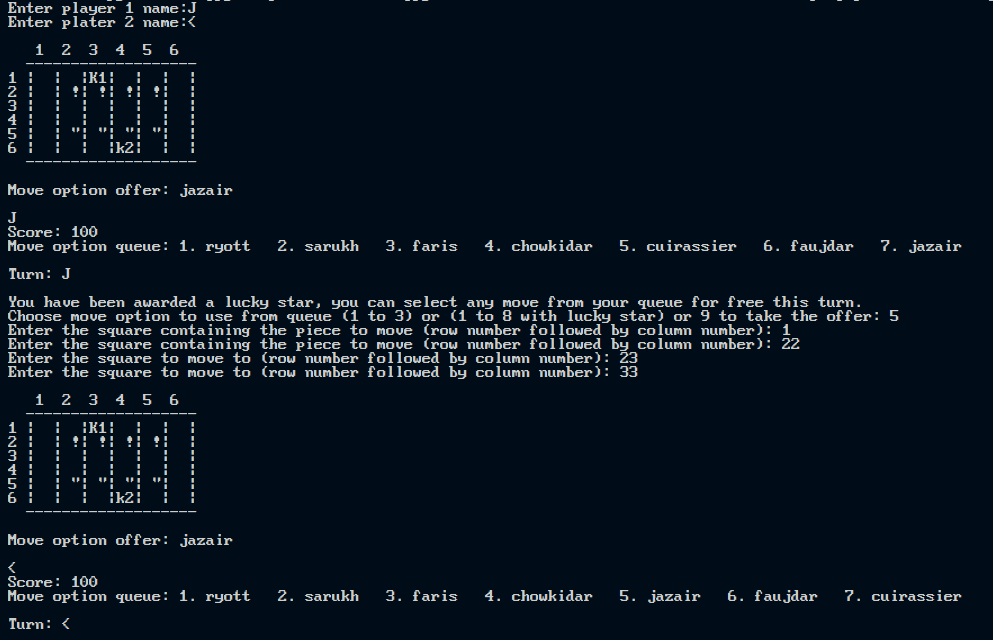 Enter player 1 name:J
Enter plater 2 name:<
1 2 3 4 5 6
-------------------
1 |  |  |K1|  |  |  |
2 |  | !| !| !| !|  |
3 |  |  |  |  |  |  |
4 |  |  |  |  |  |  |
5 |  | "| "| "| "|  |
6 |  |  |  |k2|  |  |
-------------------
Move option offer: jazair
J
Score: 100
Move option queue: 1. ryott   2. sarukh   3. faris   4. chowkidar   5. cuirassier   6. faujdar   7. jazair
Turn: J
You have been awarded a lucky star, you can select any move from your queue for free this turn.
Choose move option to use from queue (1 to 3) or (1 to 8 with lucky star) or 9 to take the offer: 5
Enter the square containing the piece to move (row number followed by column number): 1
Enter the square containing the piece to move (row number followed by column number): 22
Enter the square to move to (row number followed by column number): 23
Enter the square to move to (row number followed by column number): 33
1 2 3 4 5 6
-------------------
1 |  |  |K1|  |  |  |
2 |  | !| !| !| !|  |
3 |  |  |  |  |  |  |
4 |  |  |  |  |  |  |
5 |  | "| "| "| "|  |
6 |  |  |  |k2|  |  |
-------------------
Move option offer: jazair
<
Score: 100
Move option queue: 1. ryott   2. sarukh   3. faris   4. chowkidar   5. jazair   6. faujdar   7. cuirassier
Turn: <